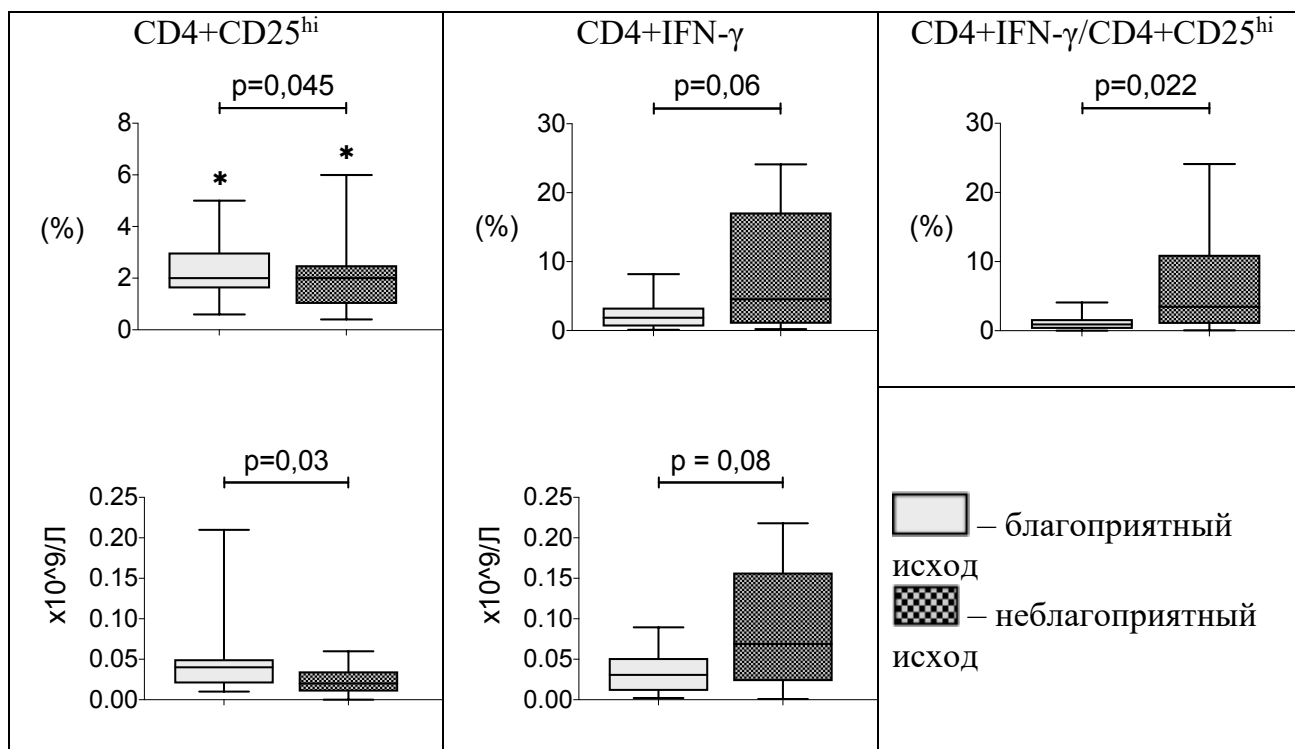 CD4+CD25hi
p=0,045
8
6
4
2
0
(%)
*
*
CD4+IFN-γ
p=0,06
30
20
10
0
(%)
CD4+IFN-γ/CD4+CD25hi
p=0,022
30
20
10
0
(%)
p=0,03
0.25
0.20
0.15
0.10
0.05
0.00
x10^9/Л
p = 0,08
0.25
0.20
0.15
0.10
0.05
0.00
x10^9/Л
– благоприятный
исход
– неблагоприятный
исход